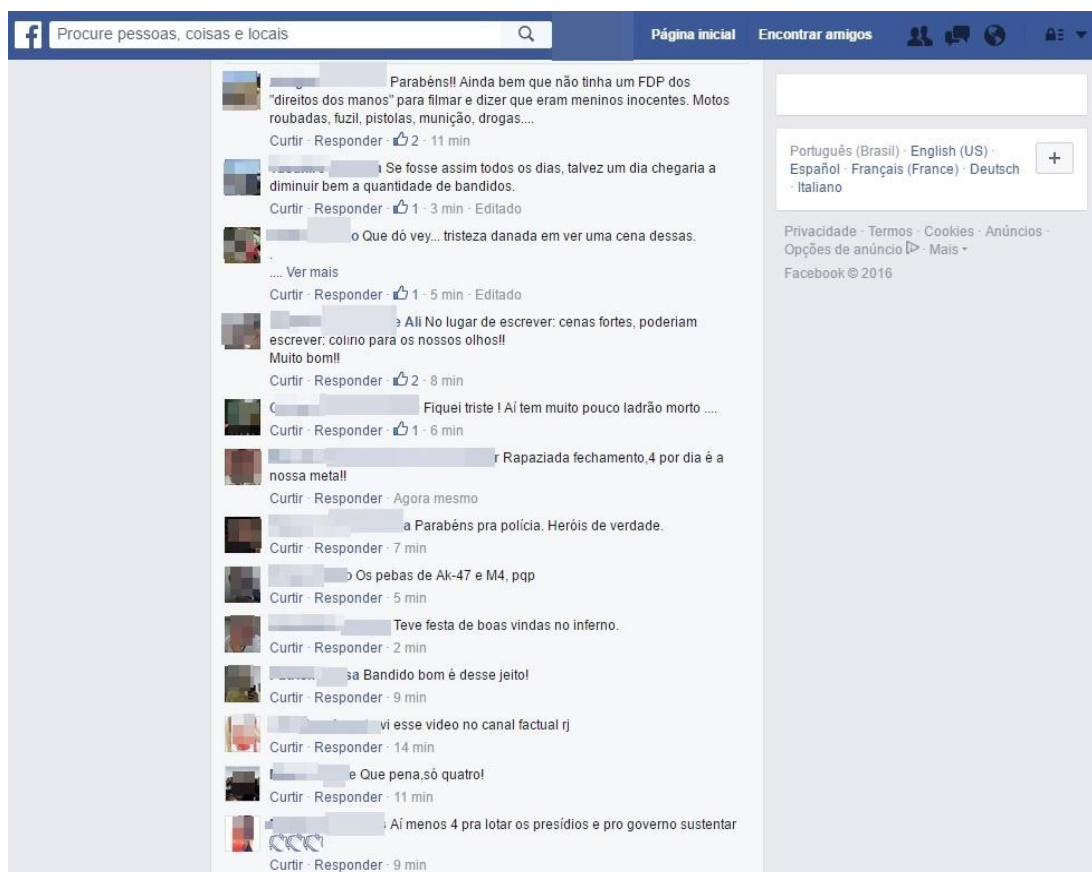 f
Procure pessoas, coisas e locais
Página inicial
Encontrar amigos
Parabéns!! Ainda bem que não tinha um FDP dos
"direitos dos manos" para filmar e dizer que eram meninos inocentes. Motos
roubadas, fuzil, pistolas, munição, drogas....
Curtir · Responder · 2 · 11 min
Se fosse assim todos os dias, talvez um dia chegaria a
diminuir bem a quantidade de bandidos.
Curtir · Responder · 1 · 3 min · Editado
Que dó vey... tristeza danada em ver uma cena dessas.
.
.... Ver mais
Curtir · Responder · 1 · 5 min · Editado
Ali No lugar de escrever: cenas fortes, poderiam
escrever: colírio para os nossos olhos!!
Muito bom!!
Curtir · Responder · 2 · 8 min
Fiquei triste ! Aí tem muito pouco ladrão morto ....
Curtir · Responder · 1 · 6 min
Rapaziada fechamento,4 por dia é a
nossa meta!!
Curtir · Responder · Agora mesmo
Parabéns pra polícia. Heróis de verdade.
Curtir · Responder · 7 min
Os pebas de Ak-47 e M4, pqp
Curtir · Responder · 5 min
Teve festa de boas vindas no inferno.
Curtir · Responder · 2 min
Bandido bom é desse jeito!
Curtir · Responder · 9 min
vi esse video no canal factual rj
Curtir · Responder · 14 min
Que pena,só quatro!
Curtir · Responder · 11 min
Aí menos 4 pra lotar os presídios e pro governo sustentar
Curtir · Responder · 9 min
Português (Brasil) · English (US) ·
Español · Français (France) · Deutsch
· Italiano
+
Privacidade · Termos · Cookies · Anúncios ·
Opções de anúncio · Mais
Facebook © 2016